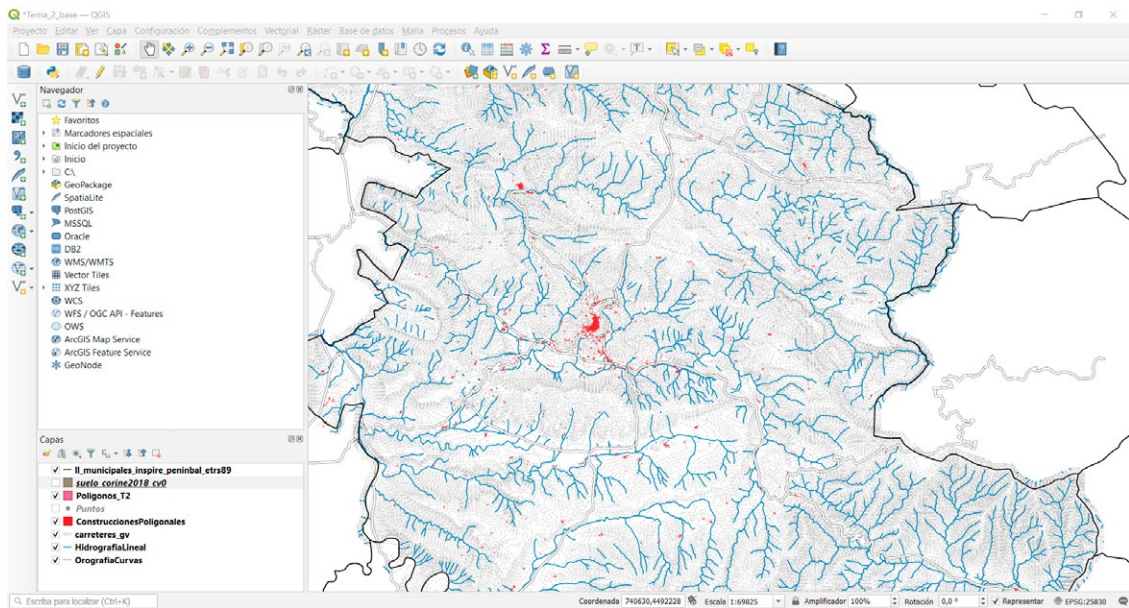 *Tema_2_base — QGIS
Proyecto Editar Ver Capa Configuración Complementos Vectorial Ráster Base de datos Malla Procesos Ayuda
Navegador
Favoritos
Marcadores espaciales
Inicio del proyecto
Inicio
C:\
GeoPackage
SpatiaLite
PostGIS
MSSQL
Oracle
DB2
WMS/WMTS
Vector Tiles
XYZ Tiles
WCS
WFS / OGC API - Features
OWS
ArcGIS Map Service
ArcGIS Feature Service
GeoNode
Capas
ll_municipales_inspire_peninbal_etrs89
suelo_corine2018_cv0
Poligonos_T2
Puntos
ConstruccionesPoligonales
carreteres_gv
HidrografiaLineal
OrografiaCurvas
Escriba para localizar (Ctrl+K) Coordenada 740630,4492228 Escala 1:69825 Amplificador 100% Rotación 0,0 ° Representar EPSG:25830